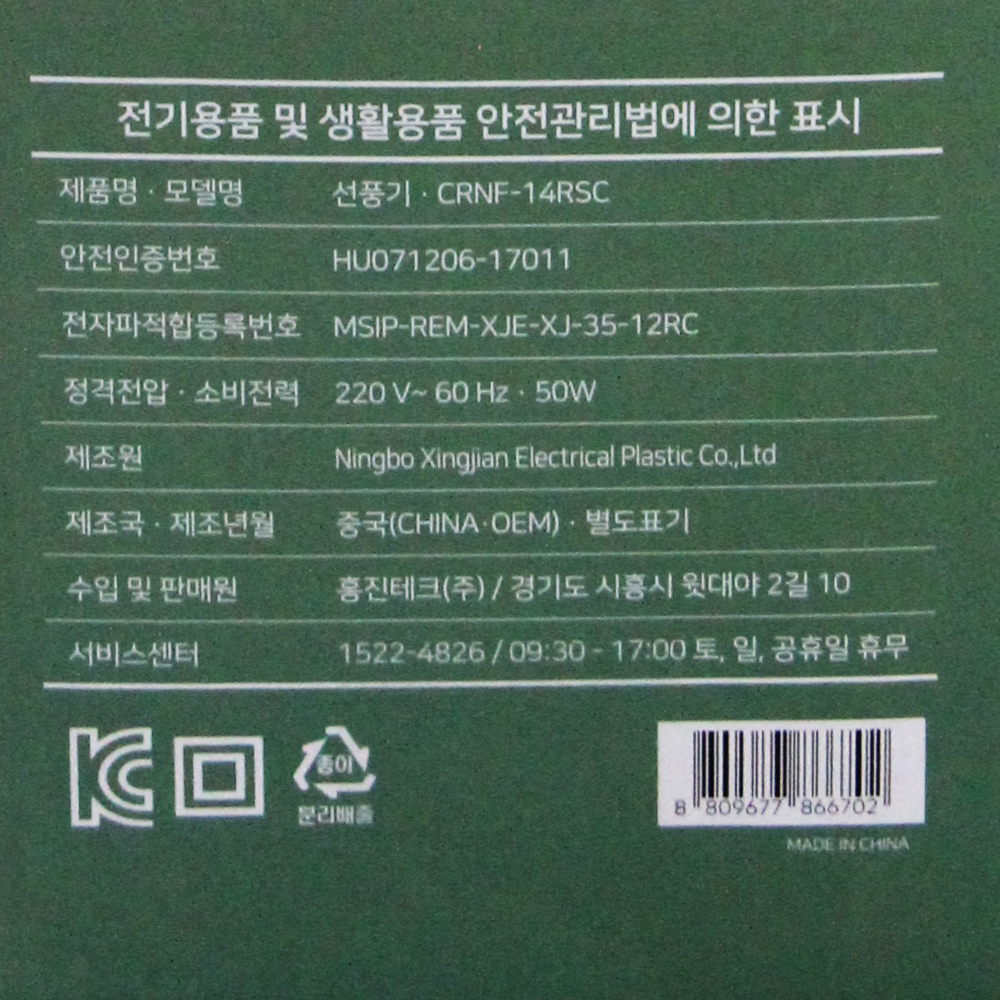 전기용품 및 생활용품 안전관리법에 의한 표시
제품명 · 모델명 선풍기 · CRNF-14RSC
안전인증번호 HU071206-17011
전자파적합등록번호 MSIP-REM-XJE-XJ-35-12RC
정격전압 · 소비전력 220 V~ 60 Hz · 50W
제조원 Ningbo Xingjian Electrical Plastic Co.,Ltd
제조국 · 제조년월 중국(CHINA·OEM) · 별도표기
수입 및 판매원 홍진테크(주) / 경기도 시흥시 윗대야 2길 10
서비스센터 1522-4826 / 09:30 - 17:00 토, 일, 공휴일 휴무
종이
분리배출
8 809677 866702
MADE IN CHINA